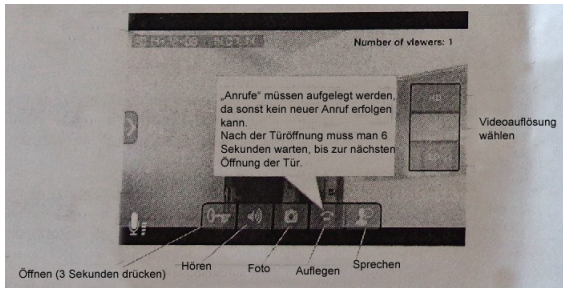 Number of viewers: 1
„Anrufe" müssen aufgelegt werden,
da sonst kein neuer Anruf erfolgen
kann.
Nach der Türöffnung muss man 6
Sekunden warten, bis zur nächsten
Öffnung der Tür.
Videoauflösung
wählen
Öffnen (3 Sekunden drücken)
Hören
Foto
Auflegen
Sprechen